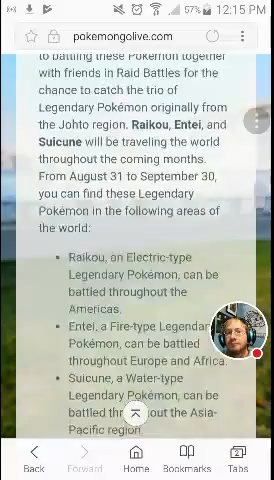 57% 12:15 PM
pokemongolive.com
to battling these Pokémon together
with friends in Raid Battles for the
chance to catch the trio of
Legendary Pokémon originally from
the Johto region. Raikou, Entei, and
Suicune will be traveling the world
throughout the coming months.
From August 31 to September 30,
you can find these Legendary
Pokémon in the following areas of
the world:
• Raikou, an Electric-type
Legendary Pokémon, can be
battled throughout the
Americas.
• Entei, a Fire-type Legendar
Pokémon, can be battled
throughout Europe and Africa.
• Suicune, a Water-type
Legendary Pokémon, can be
battled thr out the Asia-
Pacific region
Back Forward Home Bookmarks Tabs